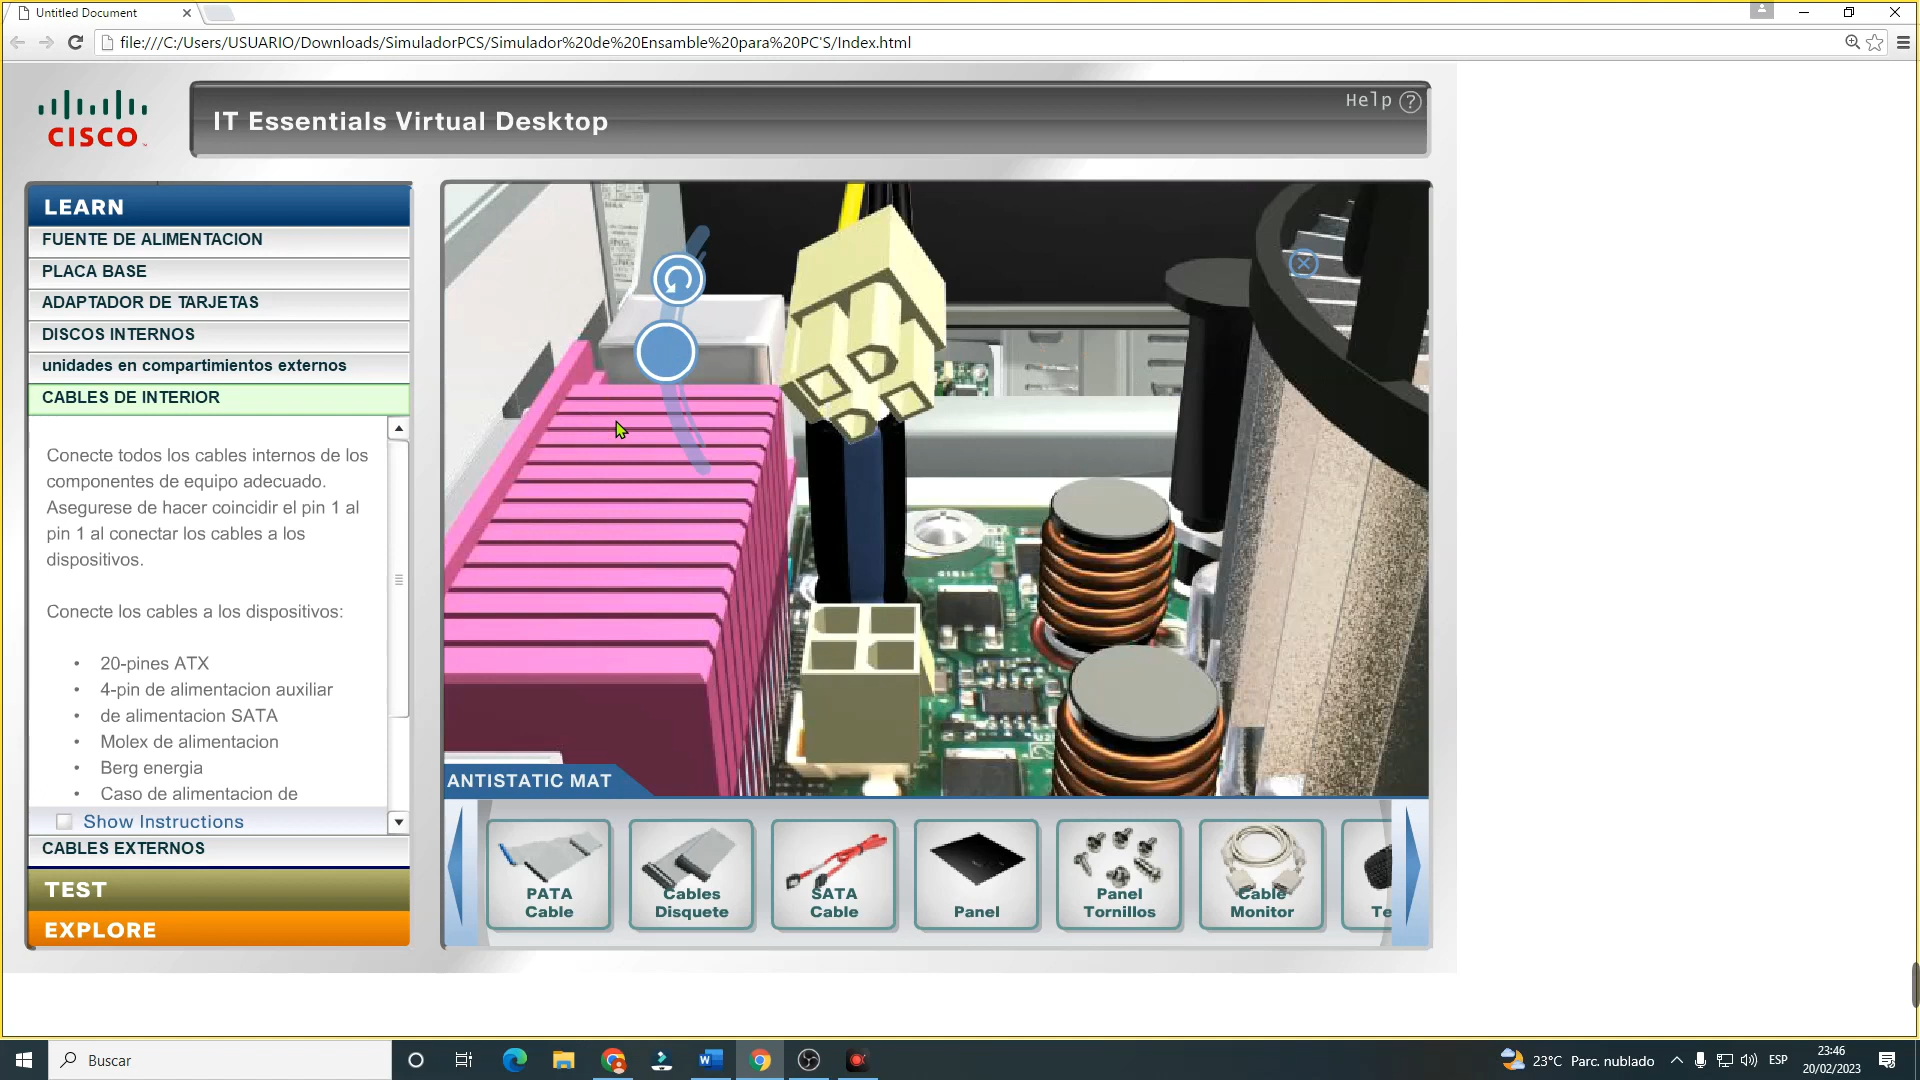 Untitled Document
file:///C:/Users/USUARIO/Downloads/SimuladorPCS/Simulador%20de%20Ensamble%20para%20PC'S/Index.html
CISCO
IT Essentials Virtual Desktop
Help ?
LEARN
FUENTE DE ALIMENTACION
PLACA BASE
ADAPTADOR DE TARJETAS
DISCOS INTERNOS
unidades en compartimientos externos
CABLES DE INTERIOR
Conecte todos los cables internos de los
componentes de equipo adecuado.
Asegurese de hacer coincidir el pin 1 al
pin 1 al conectar los cables a los
dispositivos.
Conecte los cables a los dispositivos:
• 20-pines ATX
• 4-pin de alimentacion auxiliar
• de alimentacion SATA
• Molex de alimentacion
• Berg energia
• Caso de alimentacion de
Show Instructions
CABLES EXTERNOS
TEST
EXPLORE
ANTISTATIC MAT
PATA
Cable
Cables
Disquete
SATA
Cable
Panel
Panel
Tornillos
Cable
Monitor
Te
Buscar
23°C Parc. nublado
ESP
23:46
20/02/2023